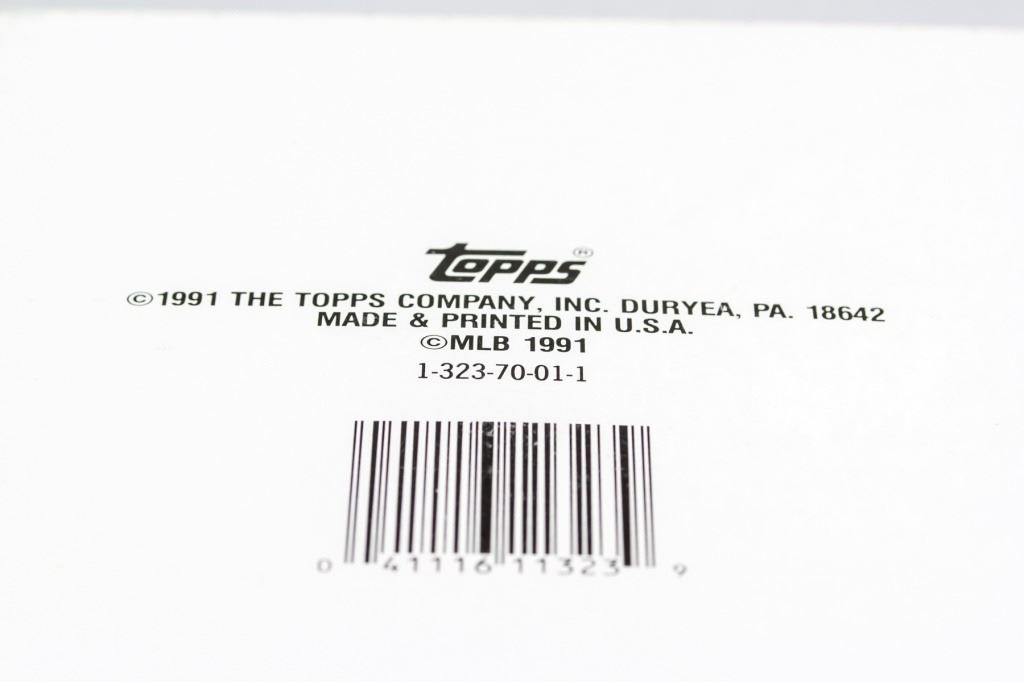 Topps®
©1991 THE TOPPS COMPANY, INC. DURYEA, PA. 18642
MADE & PRINTED IN U.S.A.
©MLB 1991
1-323-70-01-1
0 41116 11323 9